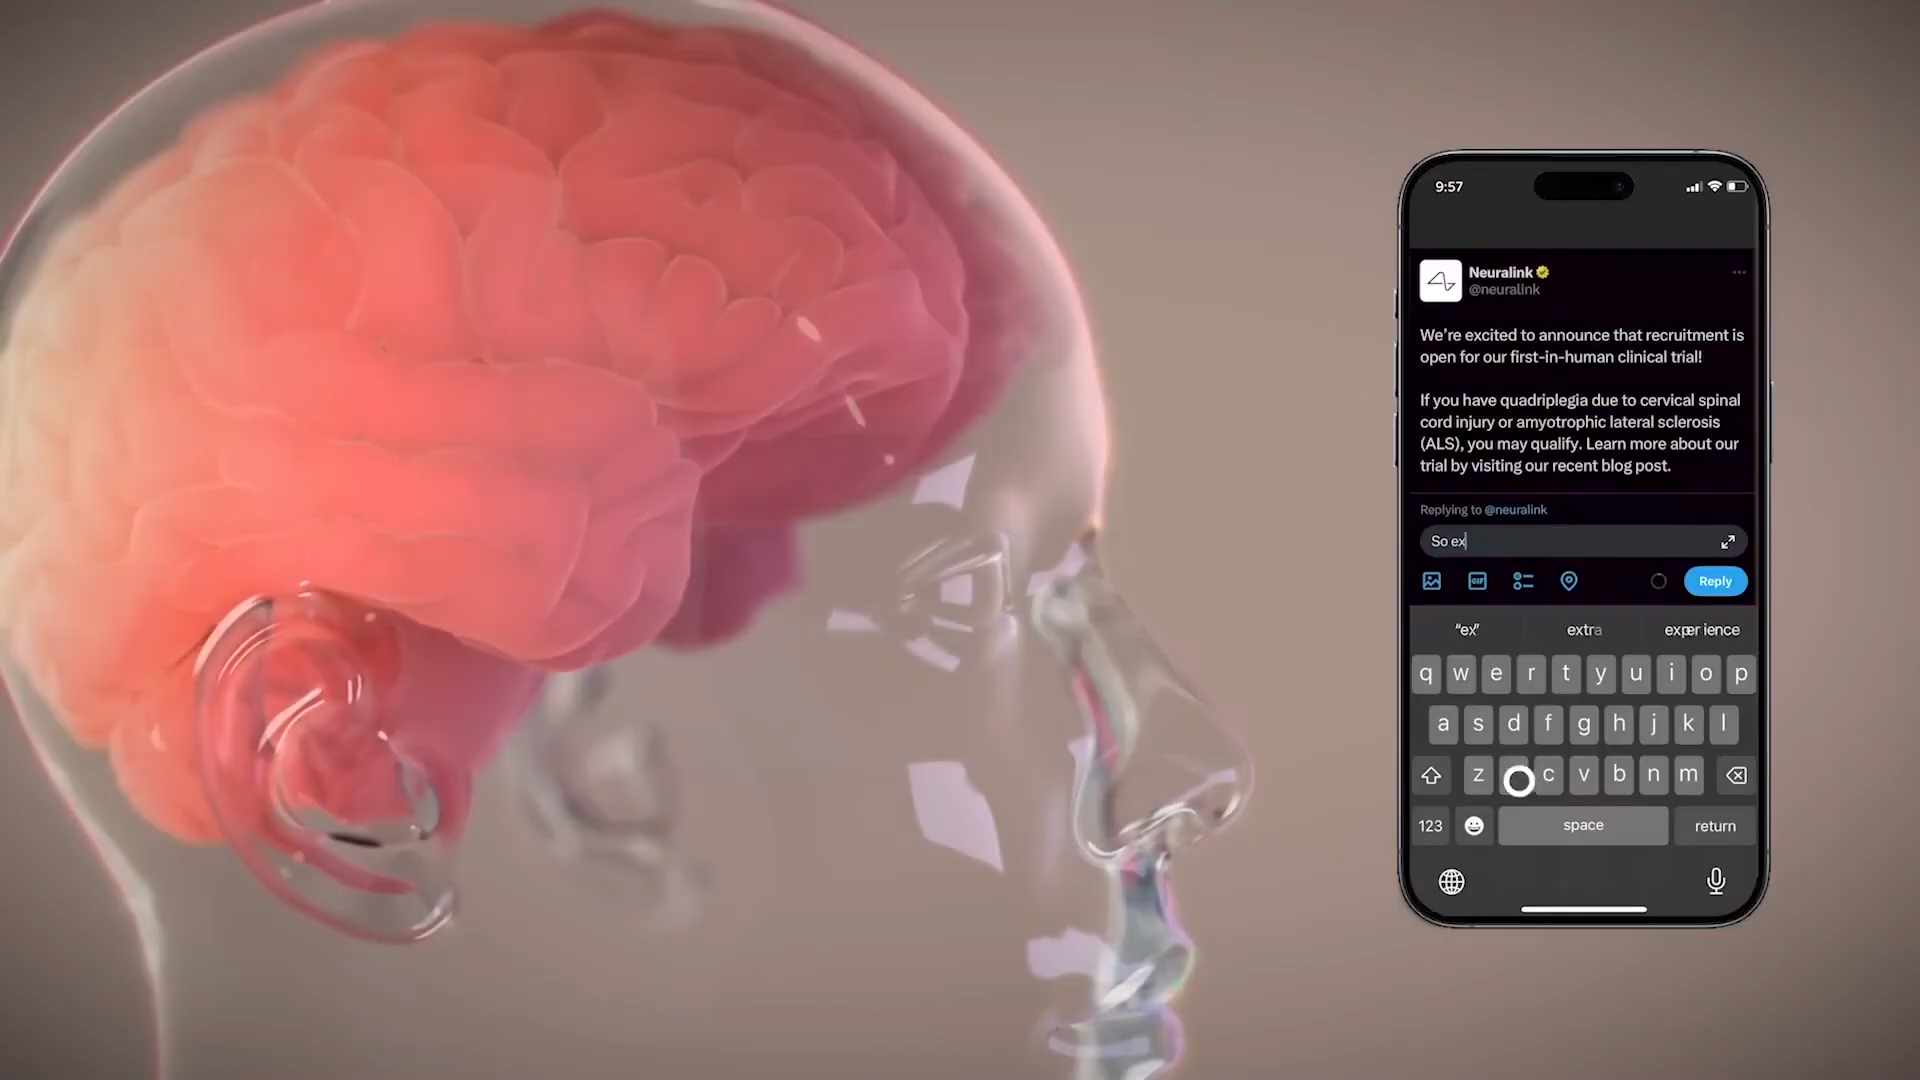 9:57
Neuralink
@neuralink
We're excited to announce that recruitment is
open for our first-in-human clinical trial!
If you have quadriplegia due to cervical spinal
cord injury or amyotrophic lateral sclerosis
(ALS), you may qualify. Learn more about our
trial by visiting our recent blog post.
Replying to @neuralink
So ex
GIF
Reply
“ex” extra experience
q w e r t y u i o p
a s d f g h j k l
z c v b n m
123 space return